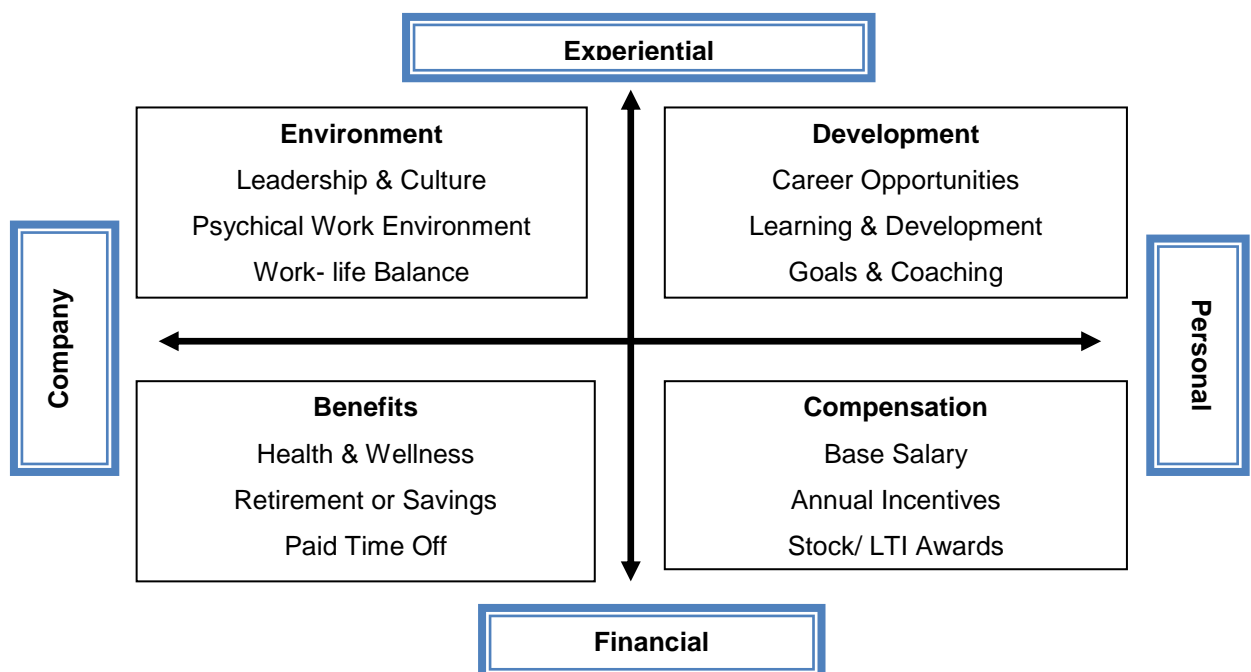 Experiential
Environment
Leadership & Culture
Psychical Work Environment
Work- life Balance
Development
Career Opportunities
Learning & Development
Goals & Coaching
Company
Personal
Benefits
Health & Wellness
Retirement or Savings
Paid Time Off
Compensation
Base Salary
Annual Incentives
Stock/ LTI Awards
Financial